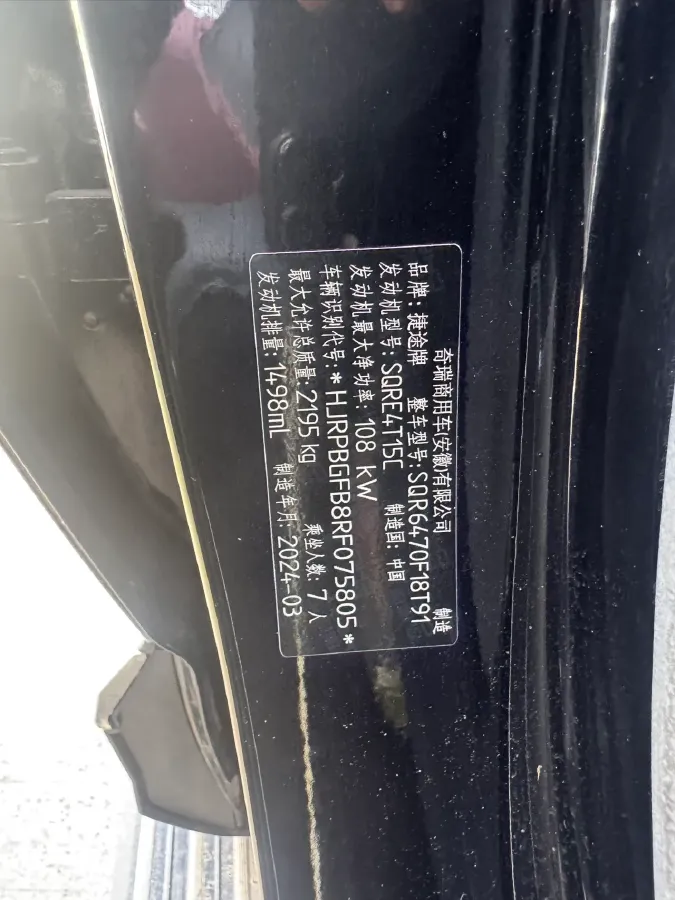 奇瑞商用车(安徽)有限公司 制造
品牌:捷途牌 整车型号:SQR6470F18T91
发动机型号:SQRE4T15C 制造国:中国
发动机最大净功率:108 kW
车辆识别代号:*HJRPBGFB8RF075805*
最大允许总质量:2195 kg 乘坐人数:7人
发动机排量:1498mL 制造年月:2024-03